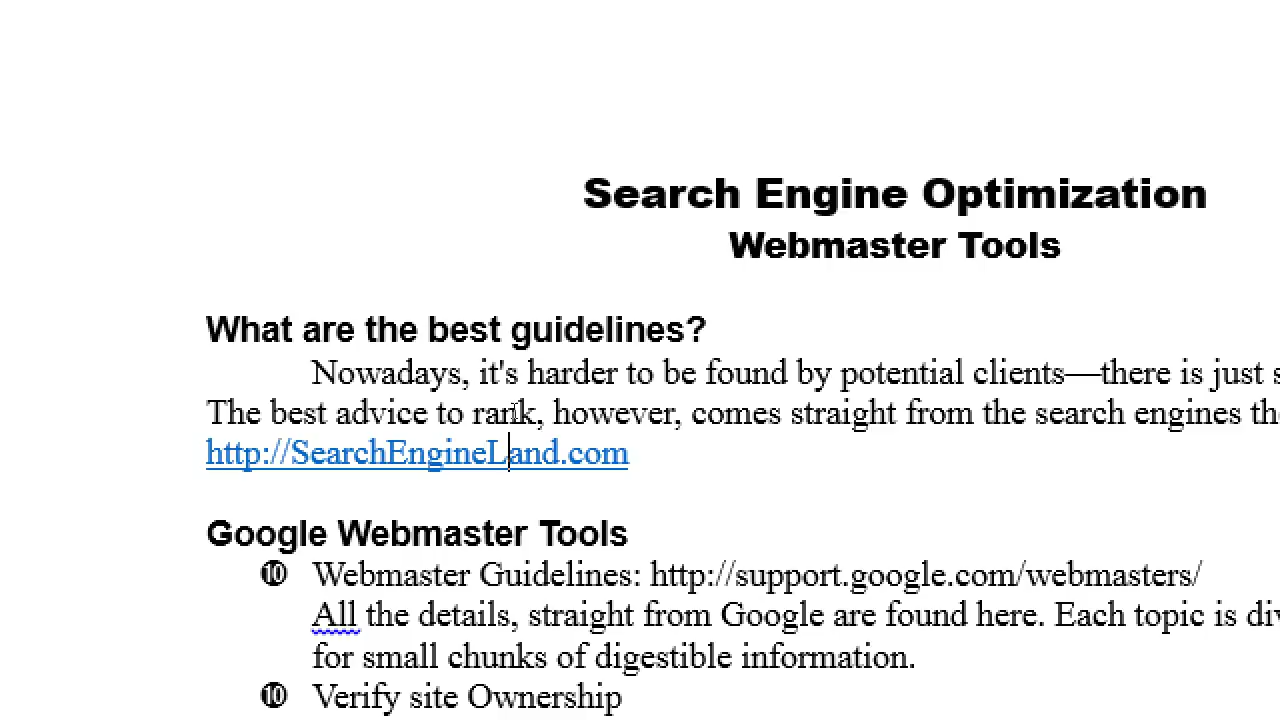 Search Engine Optimization
Webmaster Tools
What are the best guidelines?
Nowadays, it's harder to be found by potential clients—there is just s
The best advice to rank, however, comes straight from the search engines the
http://SearchEngineLand.com
Google Webmaster Tools
❿ Webmaster Guidelines: http://support.google.com/webmasters/
All the details, straight from Google are found here. Each topic is div
for small chunks of digestible information.
❿ Verify site Ownership